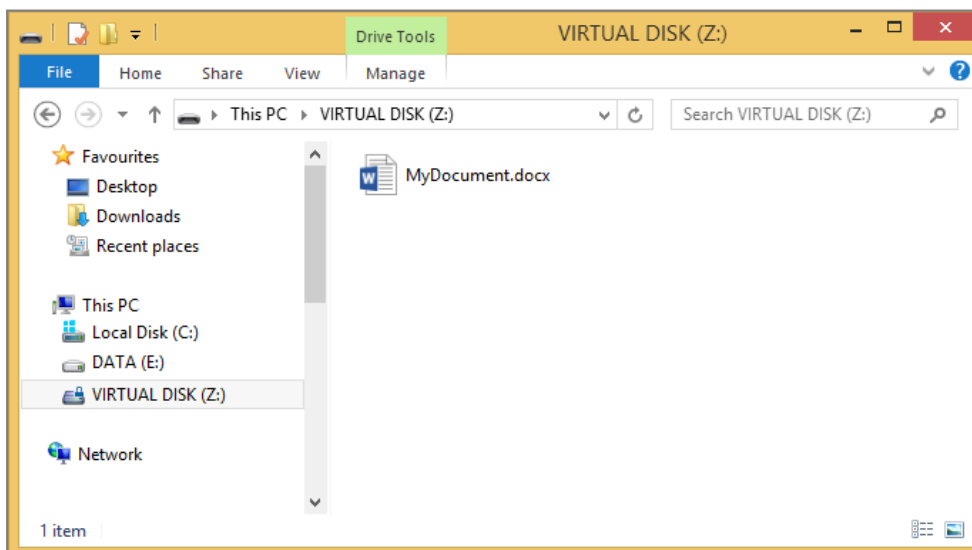 Drive Tools VIRTUAL DISK (Z:)
File Home Share View Manage
This PC VIRTUAL DISK (Z:) Search VIRTUAL DISK (Z:)
Favourites
Desktop
Downloads
Recent places
This PC
Local Disk (C:)
DATA (E:)
VIRTUAL DISK (Z:)
Network
MyDocument.docx
1 item